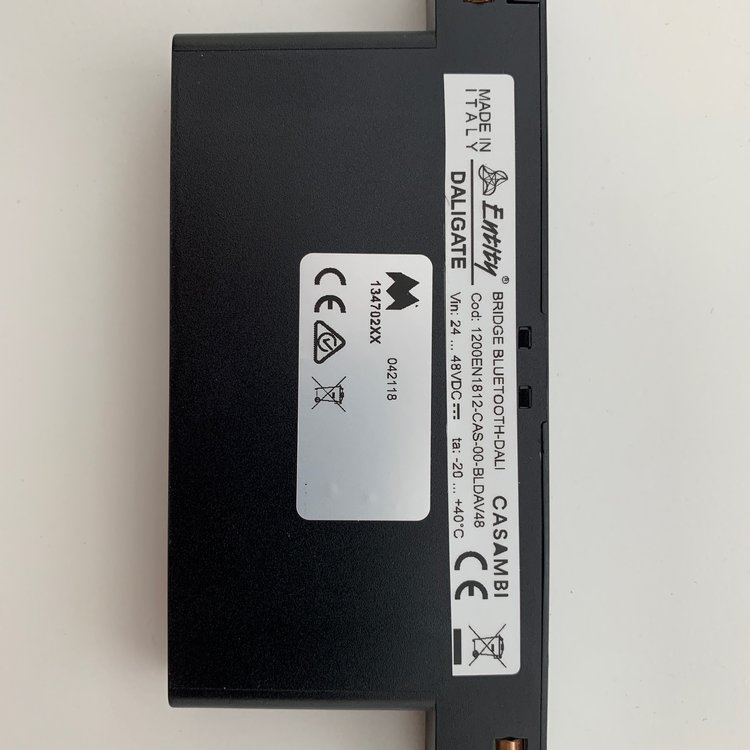 MADE IN
ITALY
Entity®
DALIGATE
BRIDGE BLUETOOTH-DALI
Cod: 1200EN1812-CAS-00-BLDAV48
Vin: 24 ... 48VDC ta: -20 ... +40°C
CASAMBI
CE
134702XX
042118
CE